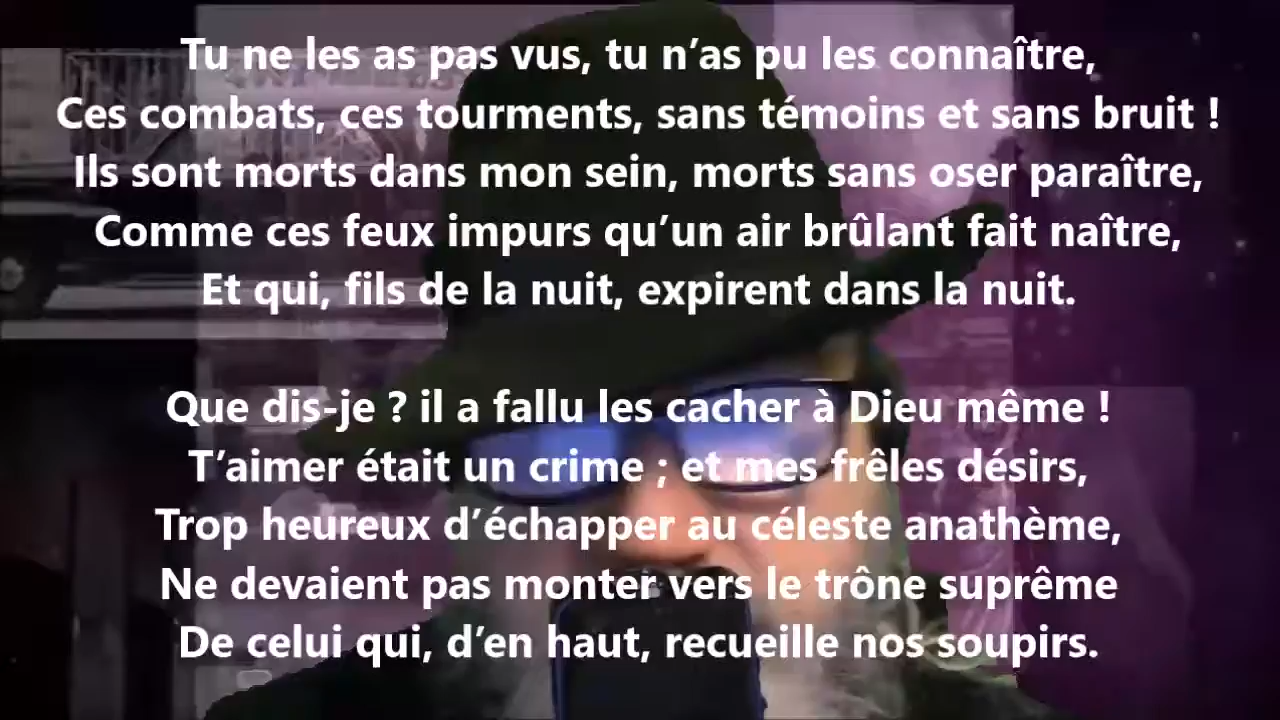 Tu ne les as pas vus, tu n’as pu les connaître,
Ces combats, ces tourments, sans témoins et sans bruit !
Ils sont morts dans mon sein, morts sans oser paraître,
Comme ces feux impurs qu’un air brûlant fait naître,
Et qui, fils de la nuit, expirent dans la nuit.
Que dis-je ? il a fallu les cacher à Dieu même !
T’aimer était un crime ; et mes frêles désirs,
Trop heureux d’échapper au céleste anathème,
Ne devaient pas monter vers le trône suprême
De celui qui, d’en haut, recueille nos soupirs.